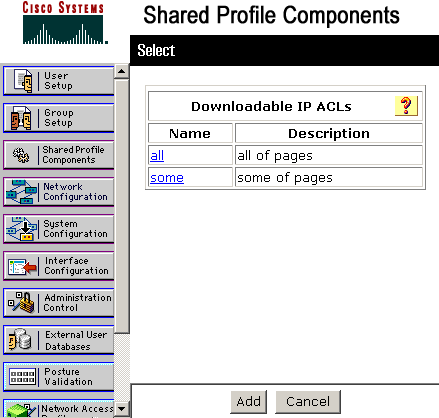 CISCO SYSTEMS
Shared Profile Components
Select
User
Setup
Group
Setup
Shared Profile
Components
Network
Configuration
System
Configuration
Interface
Configuration
Administration
Control
External User
Databases
Posture
Validation
Network Access
Downloadable IP ACLs
?
Name Description
all all of pages
some some of pages
Add Cancel